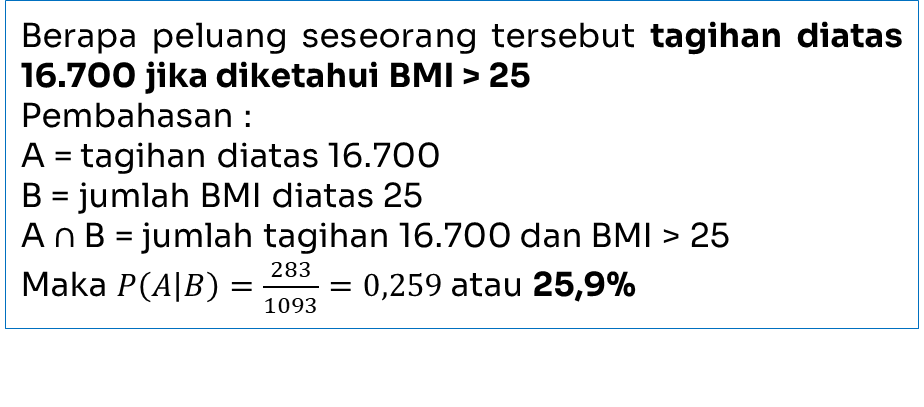 Berapa peluang seseorang tersebut tagihan diatas
16.700 jika diketahui BMI > 25
Pembahasan :
A = tagihan diatas 16.700
B = jumlah BMI diatas 25
A ∩ B = jumlah tagihan 16.700 dan BMI > 25
Maka P(A|B) = 283/1093 = 0,259 atau 25,9%